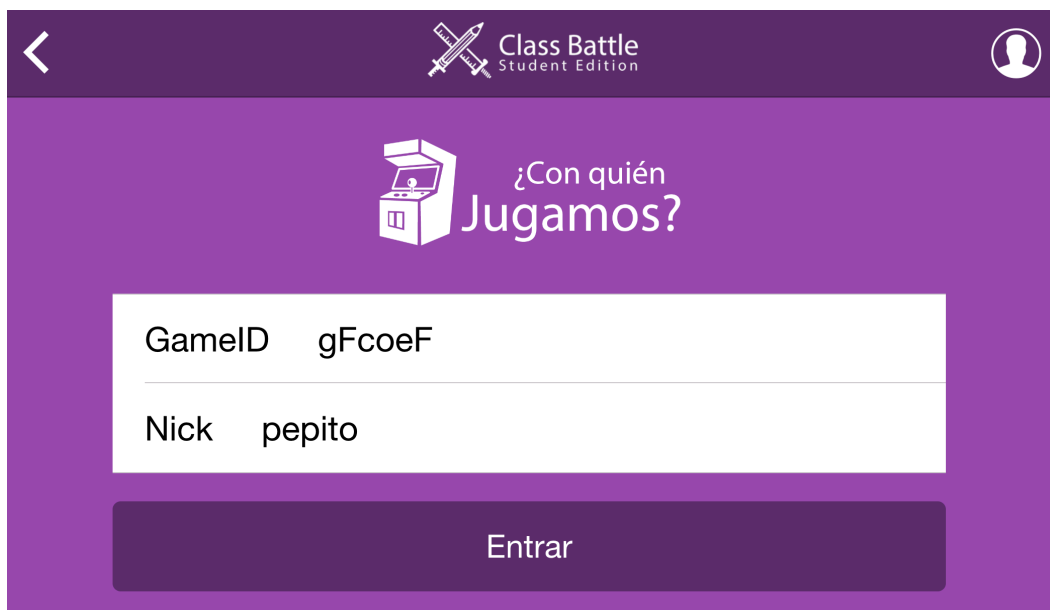 Class Battle
Student Edition
¿Con quién
Jugamos?
GameID gFcoeF
Nick pepito
Entrar